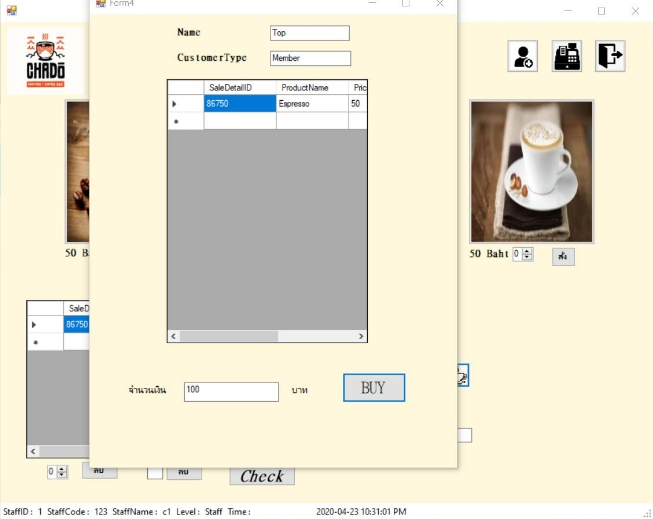 Form4
Name Top
CustomerType Member
CHADŌ
SaleDetailID ProductName Pric
86750 Espresso 50
50 B
50 Baht 0 สั่ง
SaleD
86750
จำนวนเงิน 100 บาท BUY
0 ลบ ลบ Check
StaffID: 1 StaffCode: 123 StaffName: c1 Level: Staff Time: 2020-04-23 10:31:01 PM